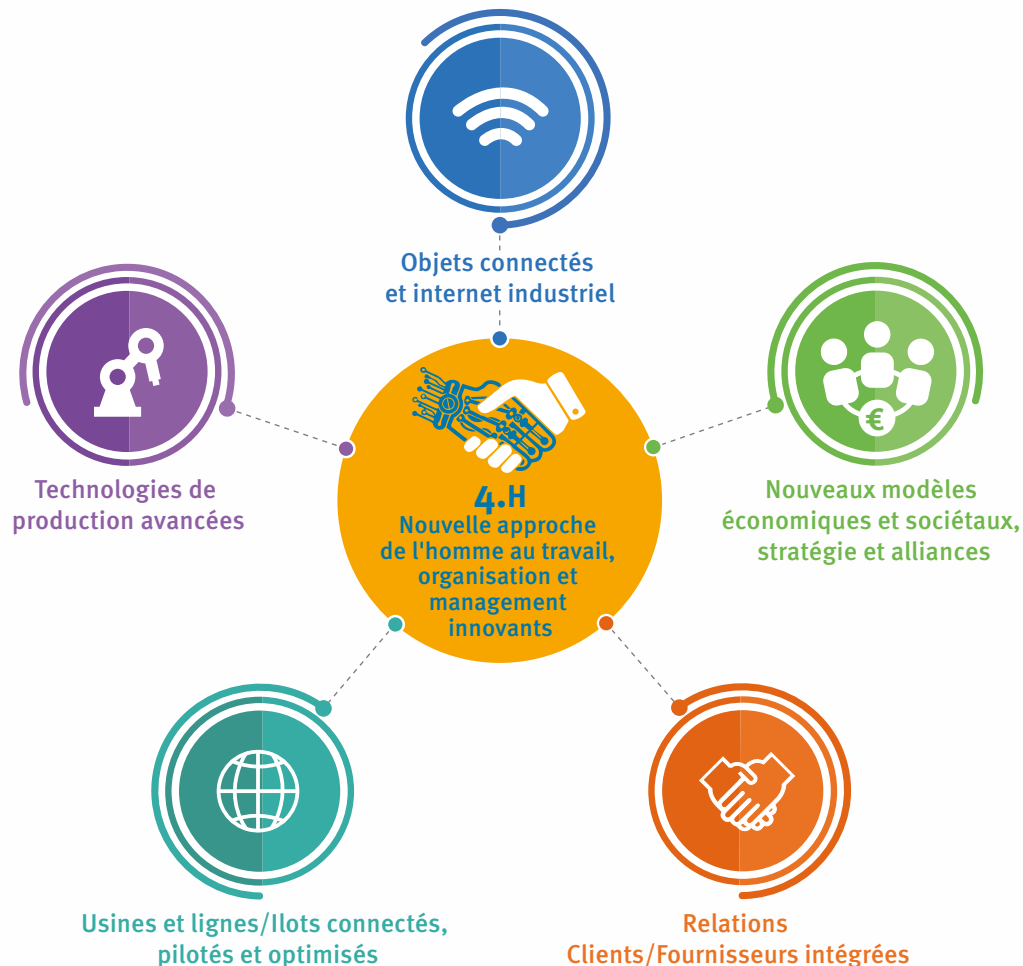 Objets connectés
et internet industriel
Technologies de
production avancées
€
Nouveaux modèles
économiques et sociétaux,
stratégie et alliances
4.H
Nouvelle approche
de l'homme au travail,
organisation et
management
innovants
Usines et lignes/Ilots connectés,
pilotés et optimisés
Relations
Clients/Fournisseurs intégrées